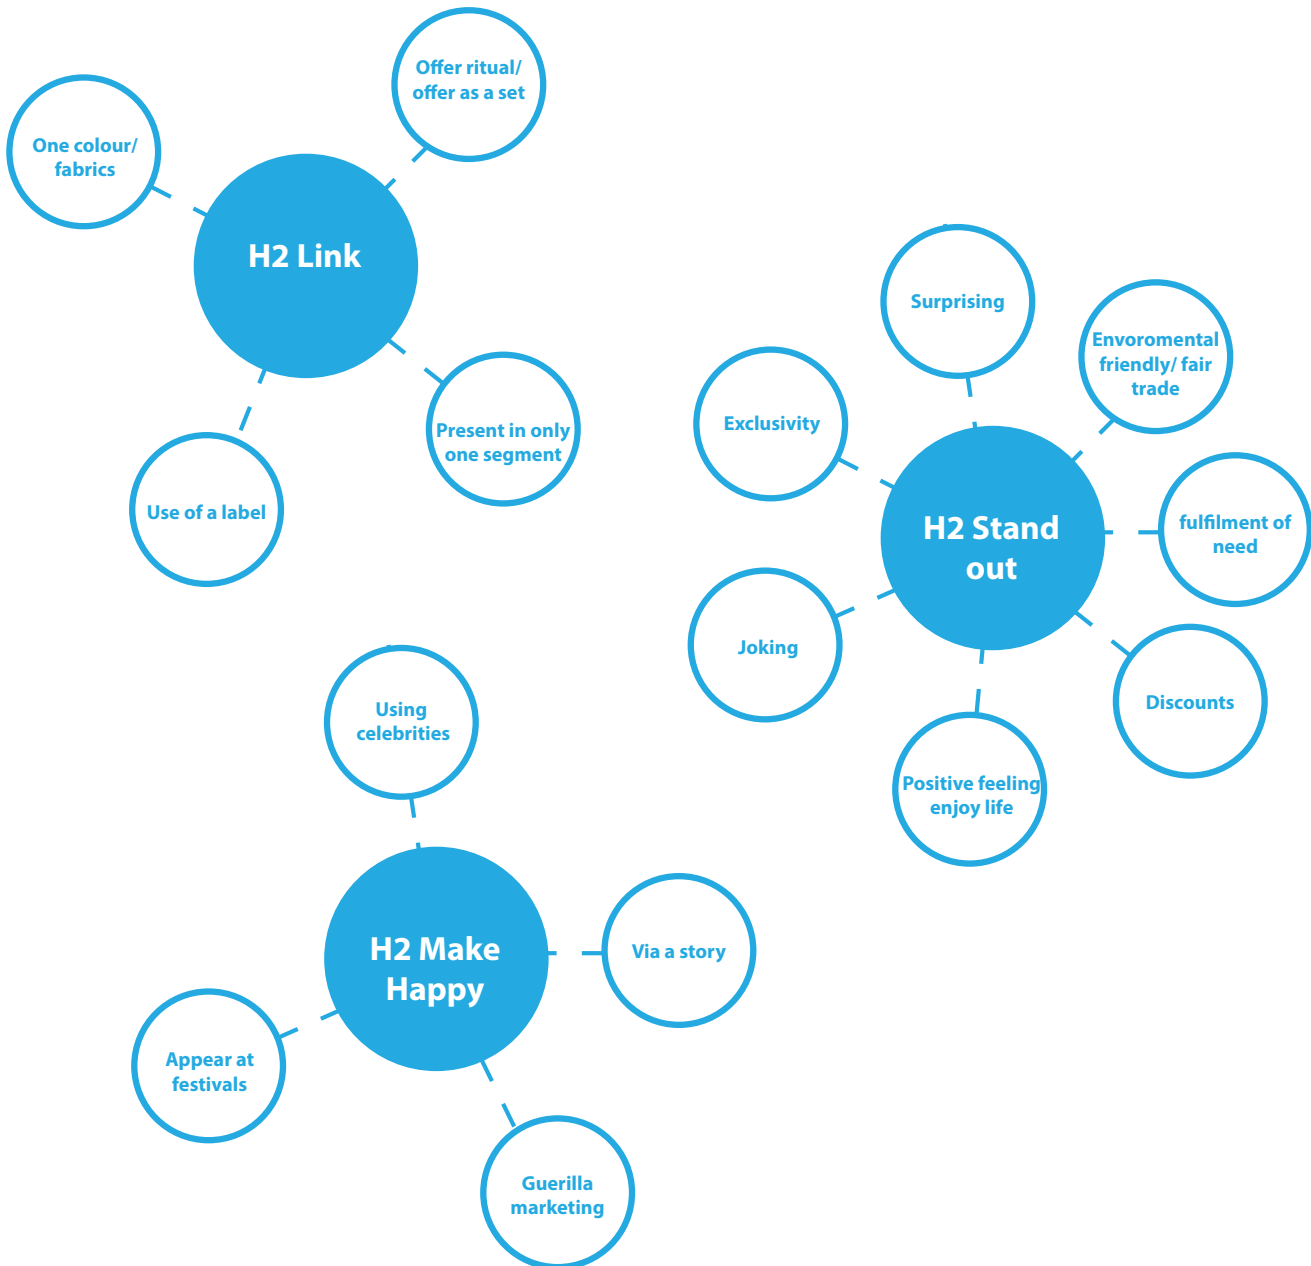 Offer ritual/
offer as a set
One colour/
fabrics
H2 Link
Present in only
one segment
Use of a label
Surprising
Envoromental
friendly/ fair
trade
Exclusivity
fulfilment of
need
H2 Stand
out
Joking
Discounts
Positive feeling
enjoy life
Using
celebrities
Via a story
H2 Make
Happy
Appear at
festivals
Guerilla
marketing